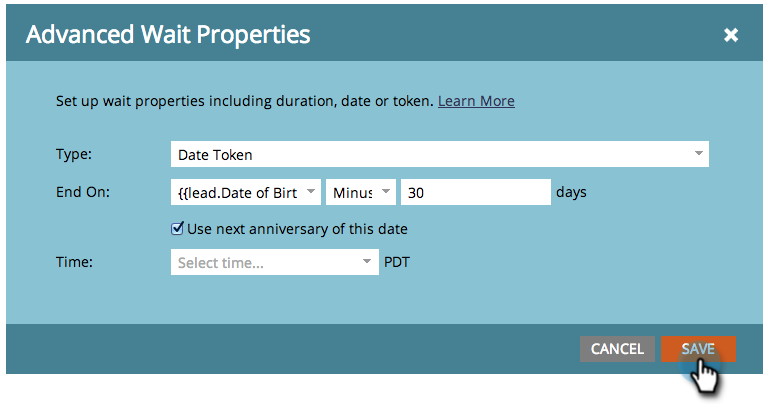 Advanced Wait Properties
Set up wait properties including duration, date or token. Learn More
Type: Date Token
End On: {{lead.Date of Birt Minus 30 days
Use next anniversary of this date
Time: Select time... PDT
CANCEL SAVE